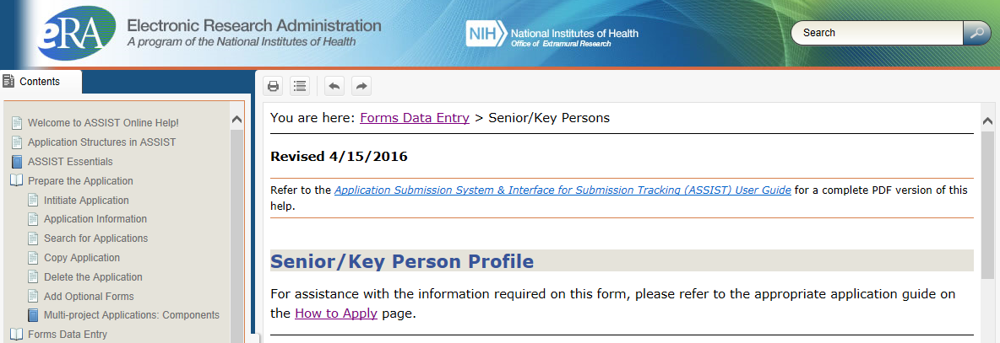 eRA
Electronic Research Administration
A program of the National Institutes of Health
NIH
National Institutes of Health
Office of Extramural Research
Search
Contents
Welcome to ASSIST Online Help!
Application Structures in ASSIST
ASSIST Essentials
Prepare the Application
Intitiate Application
Application Information
Search for Applications
Copy Application
Delete the Application
Add Optional Forms
Multi-project Applications: Components
Forms Data Entry
You are here: Forms Data Entry > Senior/Key Persons
Revised 4/15/2016
Refer to the Application Submission System & Interface for Submission Tracking (ASSIST) User Guide for a complete PDF version of this
help.
Senior/Key Person Profile
For assistance with the information required on this form, please refer to the appropriate application guide on
the How to Apply page.